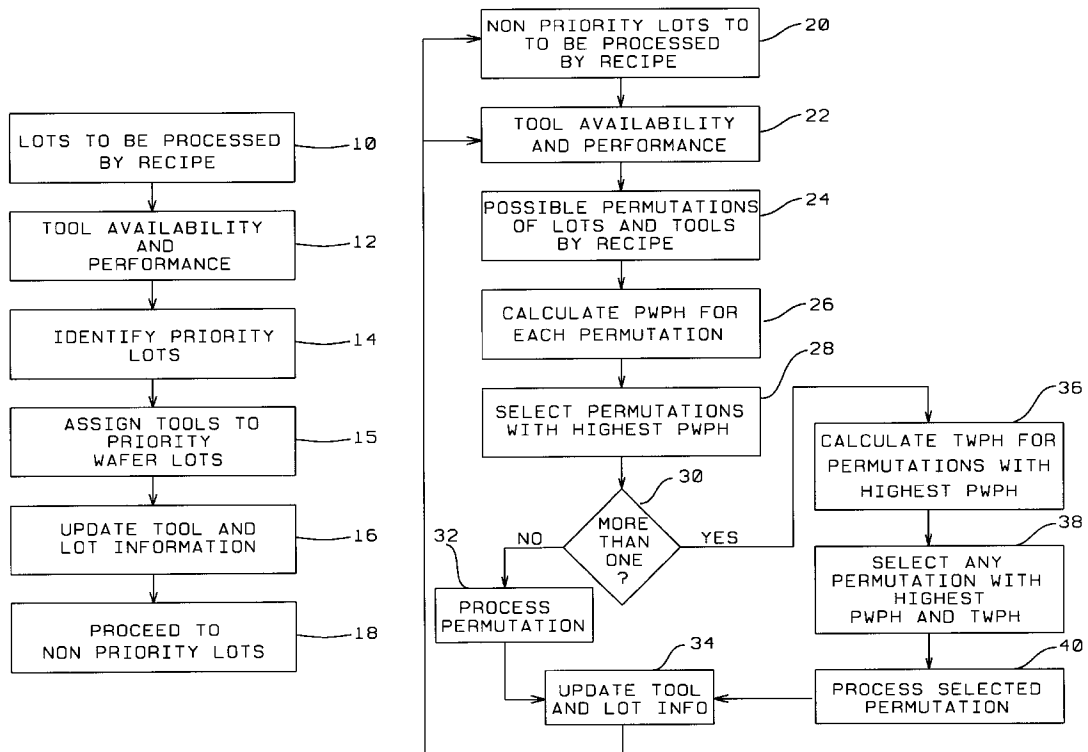 LOTS TO BE PROCESSED
BY RECIPE
10
TOOL AVAILABILITY
AND
PERFORMANCE
12
IDENTIFY PRIORITY
LOTS
14
ASSIGN TOOLS TO
PRIORITY
WAFER LOTS
15
UPDATE TOOL AND
LOT INFORMATION
16
PROCEED TO
NON PRIORITY LOTS
18
NON PRIORITY LOTS TO
TO BE PROCESSED
BY RECIPE
20
TOOL AVAILABILITY
AND PERFORMANCE
22
POSSIBLE PERMUTATIONS
OF LOTS AND TOOLS
BY RECIPE
24
CALCULATE PWPH FOR
EACH PERMUTATION
26
SELECT PERMUTATIONS
WITH HIGHEST PWPH
28
MORE
THAN
ONE
?
30
NO
YES
32
PROCESS
PERMUTATION
34
UPDATE TOOL
AND LOT INFO
36
CALCULATE TWPH FOR
PERMUTATIONS WITH
HIGHEST PWPH
38
SELECT ANY
PERMUTATION WITH
HIGHEST
PWPH AND TWPH
40
PROCESS SELECTED
PERMUTATION